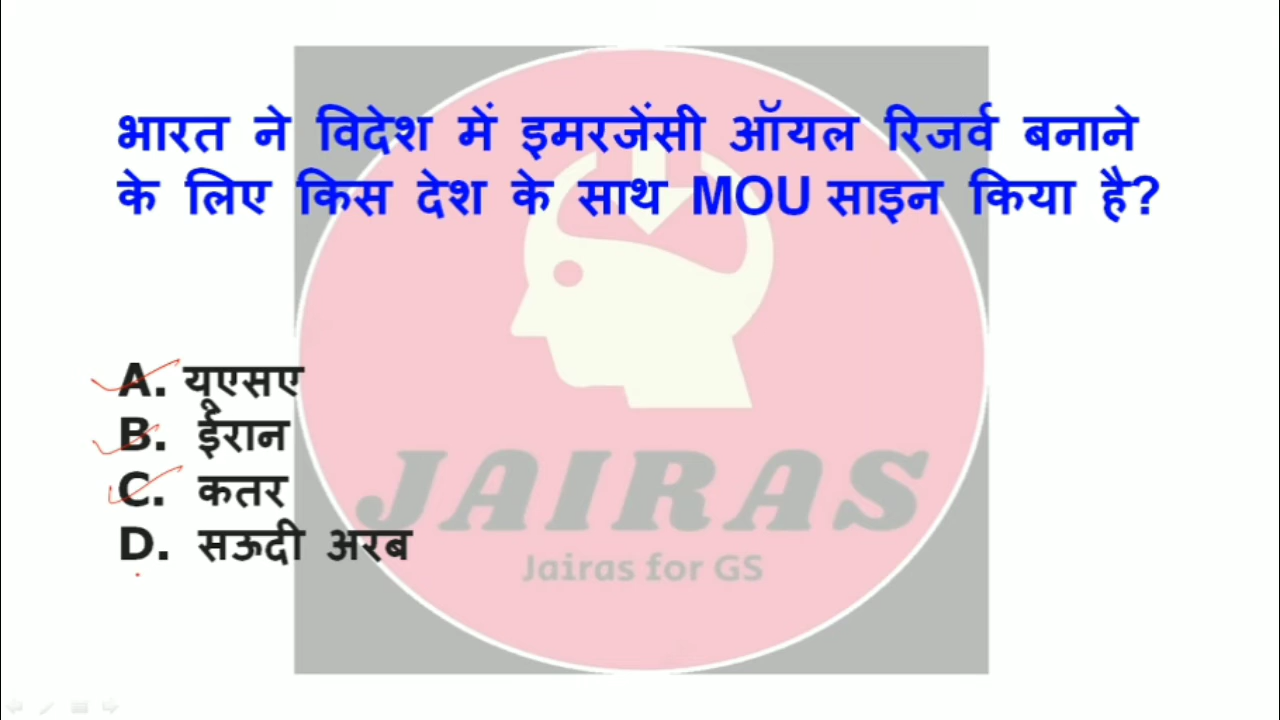 भारत ने विदेश में इमरजेंसी ऑयल रिजर्व बनाने
के लिए किस देश के साथ MOU साइन किया है?
A. यूएसए
B. ईरान
C. कतर
D. सऊदी अरब
JAIRAS
Jairas for GS